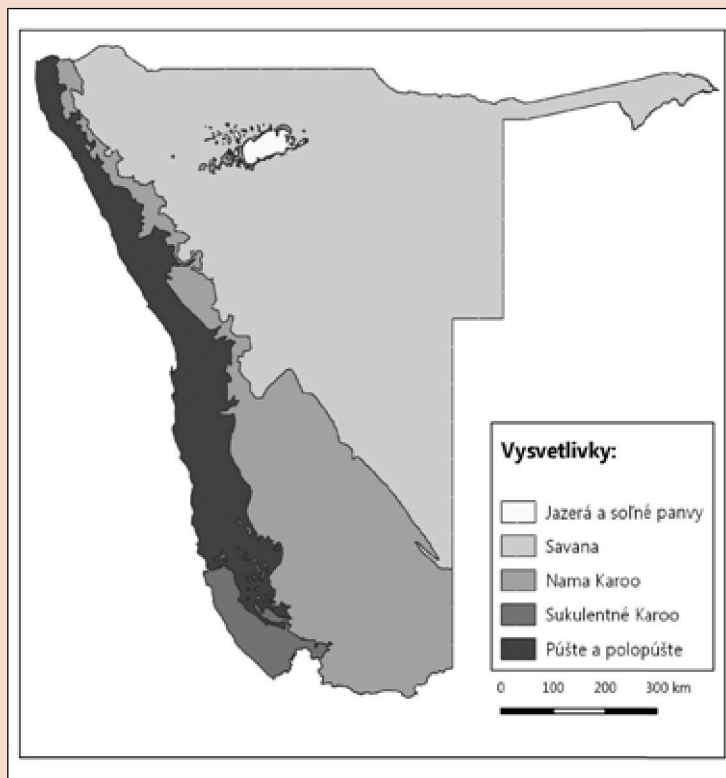 Vysvetlivky:
Jazerá a soľné panvy
Savana
Nama Karoo
Sukulentné Karoo
Púšte a polopúšte
0 100 200 300 km